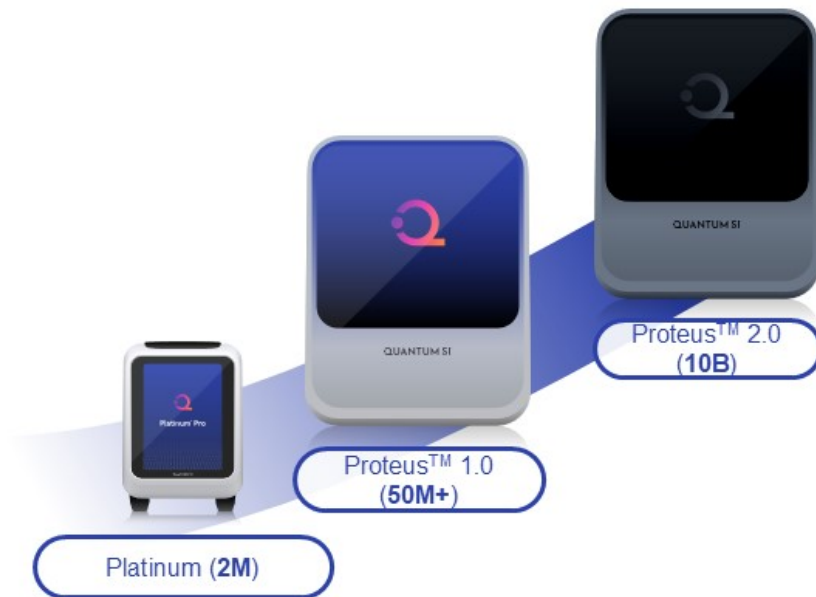 QUANTUM SI
Proteus™ 2.0
(10B)
QUANTUM SI
Proteus™ 1.0
(50M+)
Platinum® Pro
Platinum (2M)